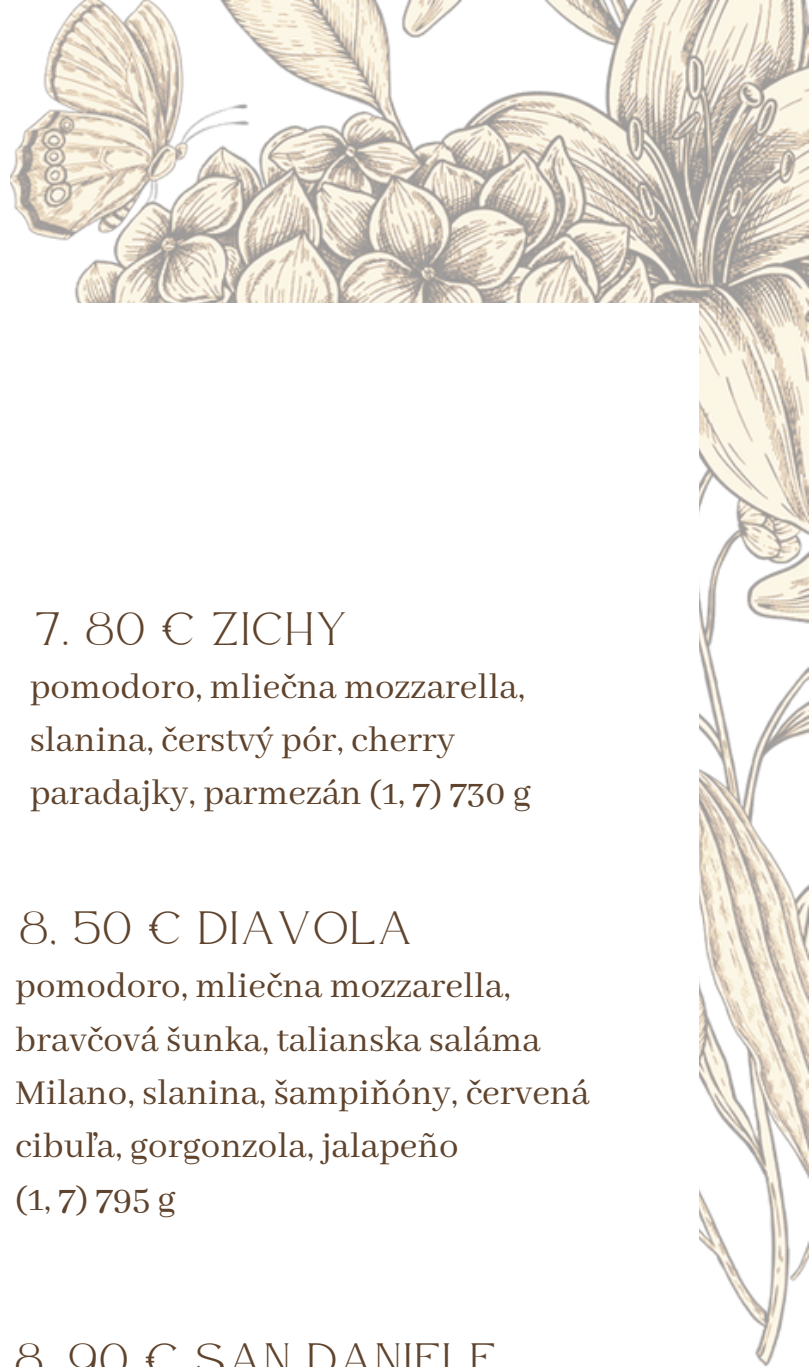 7. 80 € ZICHY
pomodoro, mliečna mozzarella,
slanina, čerstvý pór, cherry
paradajky, parmezán (1, 7) 730 g
8. 50 € DIAVOLA
pomodoro, mliečna mozzarella,
bravčová šunka, talianska saláma
Milano, slanina, šampiňóny, červená
cibuľa, gorgonzola, jalapeño
(1, 7) 795 g
8. 90 € SAN DANIELE